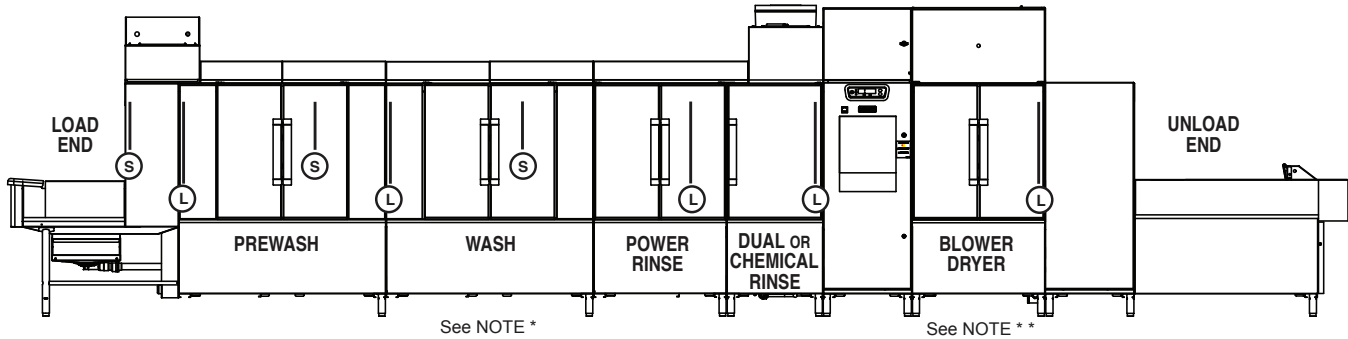 LOAD
END
UNLOAD
END
S
L
S
L
S
L
L
L
PREWASH
WASH
POWER
RINSE
DUAL OR
CHEMICAL
RINSE
BLOWER
DRYER
See NOTE *
See NOTE * *